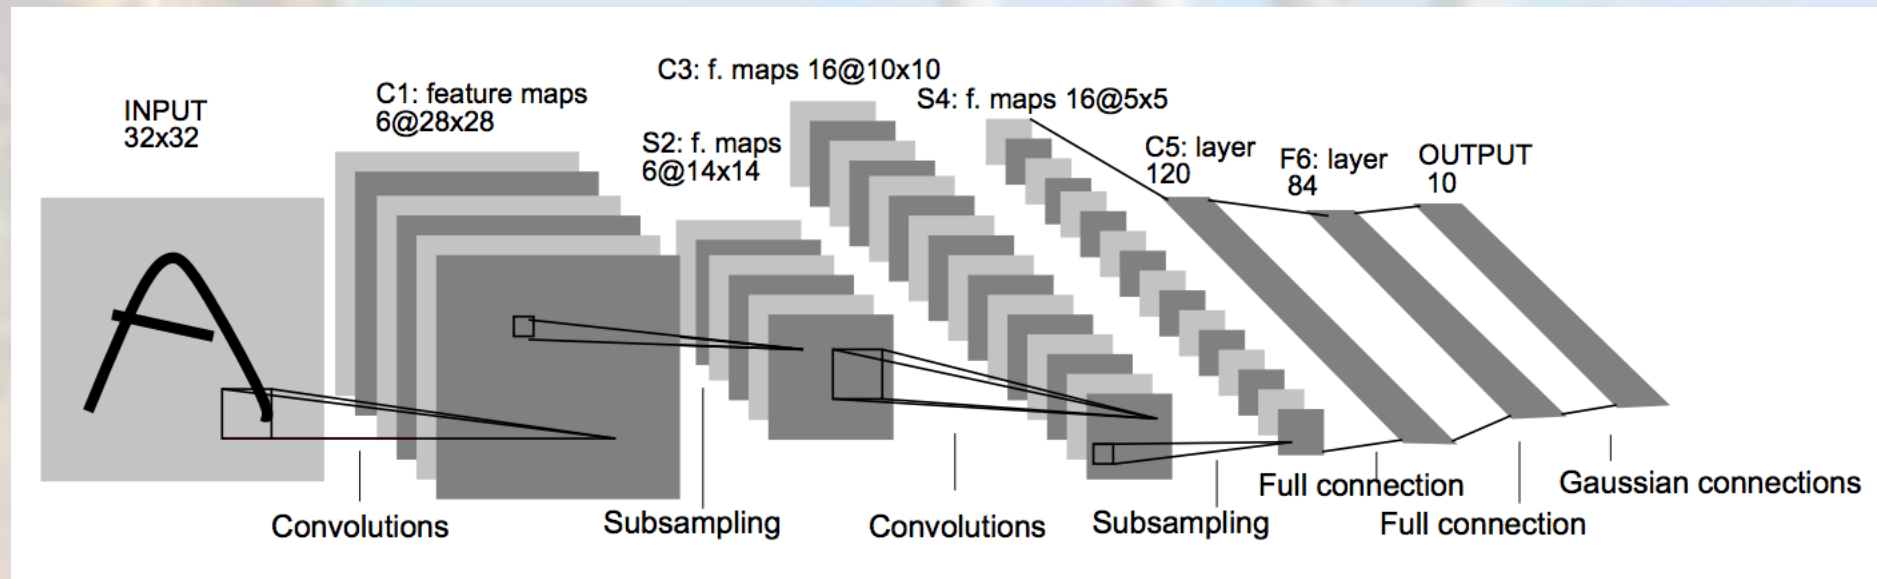 INPUT
32x32
C1: feature maps
6@28x28
S2: f. maps
6@14x14
C3: f. maps 16@10x10
S4: f. maps 16@5x5
C5: layer
120
F6: layer
84
OUTPUT
10
Convolutions
Subsampling
Convolutions
Subsampling
Full connection
Full connection
Gaussian connections
A